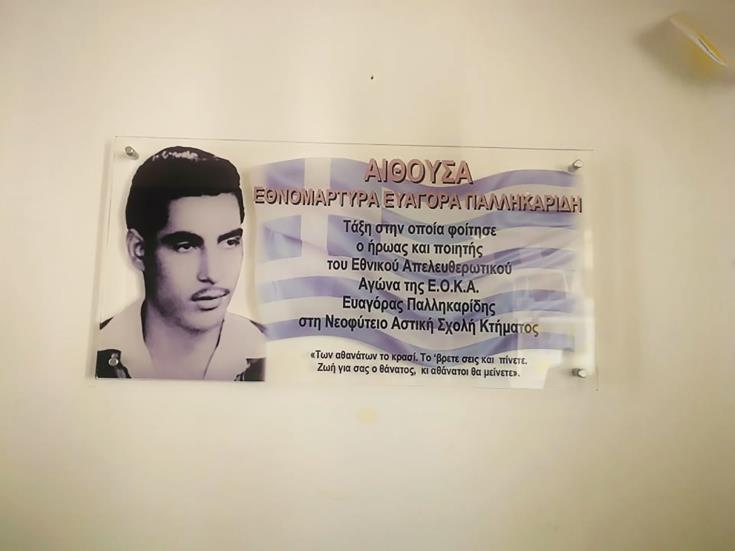 ΑΙΘΟΥΣΑ
ΕΘΝΟΜΑΡΤΥΡΑ ΕΥΑΓΟΡΑ ΠΑΛΛΗΚΑΡΙΔΗ
Τάξη στην οποία φοίτησε
ο ήρωας και ποιητής
του Εθνικού Απελευθερωτικού
Αγώνα της Ε.Ο.Κ.Α.
Ευαγόρας Παλληκαρίδης
στη Νεοφύτειο Αστική Σχολή Κτήματος
«Των αθανάτων το κρασί. Το 'βρετε σεις και πίνετε.
Ζωή για σας ο θάνατος, κι αθάνατοι θα μείνετε».